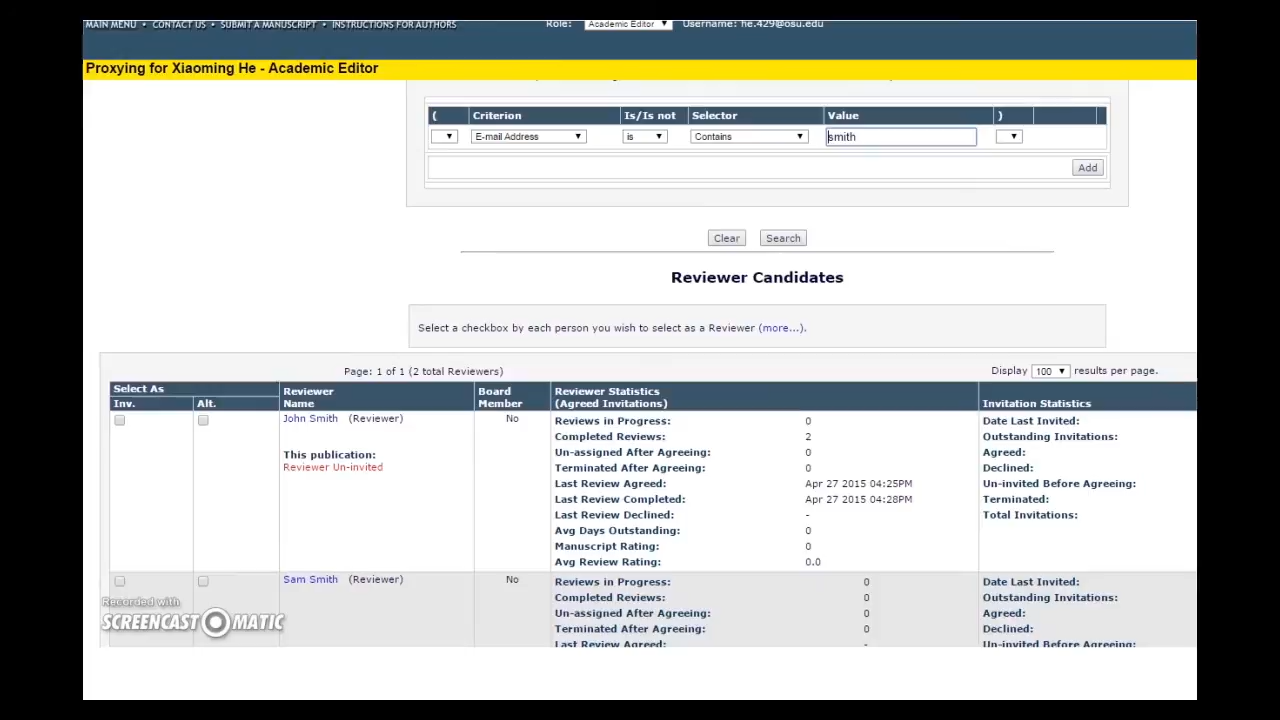 MAIN MENU • CONTACT US • SUBMIT A MANUSCRIPT • INSTRUCTIONS FOR AUTHORS Role: Academic Editor Username: he.429@osu.edu
Proxying for Xiaoming He - Academic Editor
( Criterion Is/Is not Selector Value )
E-mail Address is Contains smith
Add
Clear Search
Reviewer Candidates
Select a checkbox by each person you wish to select as a Reviewer (more...).
Page: 1 of 1 (2 total Reviewers) Display 100 results per page.
Select As
Inv. Alt.
Reviewer
Name
Board
Member
Reviewer Statistics
(Agreed Invitations)
Invitation Statistics
John Smith (Reviewer)
This publication:
Reviewer Un-invited
No
Reviews in Progress: 0
Completed Reviews: 2
Un-assigned After Agreeing: 0
Terminated After Agreeing: 0
Last Review Agreed: Apr 27 2015 04:25PM
Last Review Completed: Apr 27 2015 04:28PM
Last Review Declined: -
Avg Days Outstanding: 0
Manuscript Rating: 0
Avg Review Rating: 0.0
Date Last Invited:
Outstanding Invitations:
Agreed:
Declined:
Un-invited Before Agreeing:
Terminated:
Total Invitations:
Sam Smith (Reviewer)
No
Reviews in Progress: 0
Completed Reviews: 0
Un-assigned After Agreeing: 0
Terminated After Agreeing: 0
Last Review Agreed: -
Date Last Invited:
Outstanding Invitations:
Agreed:
Declined:
Un-invited Before Agreeing:
Recorded with
SCREENCAST MATIC